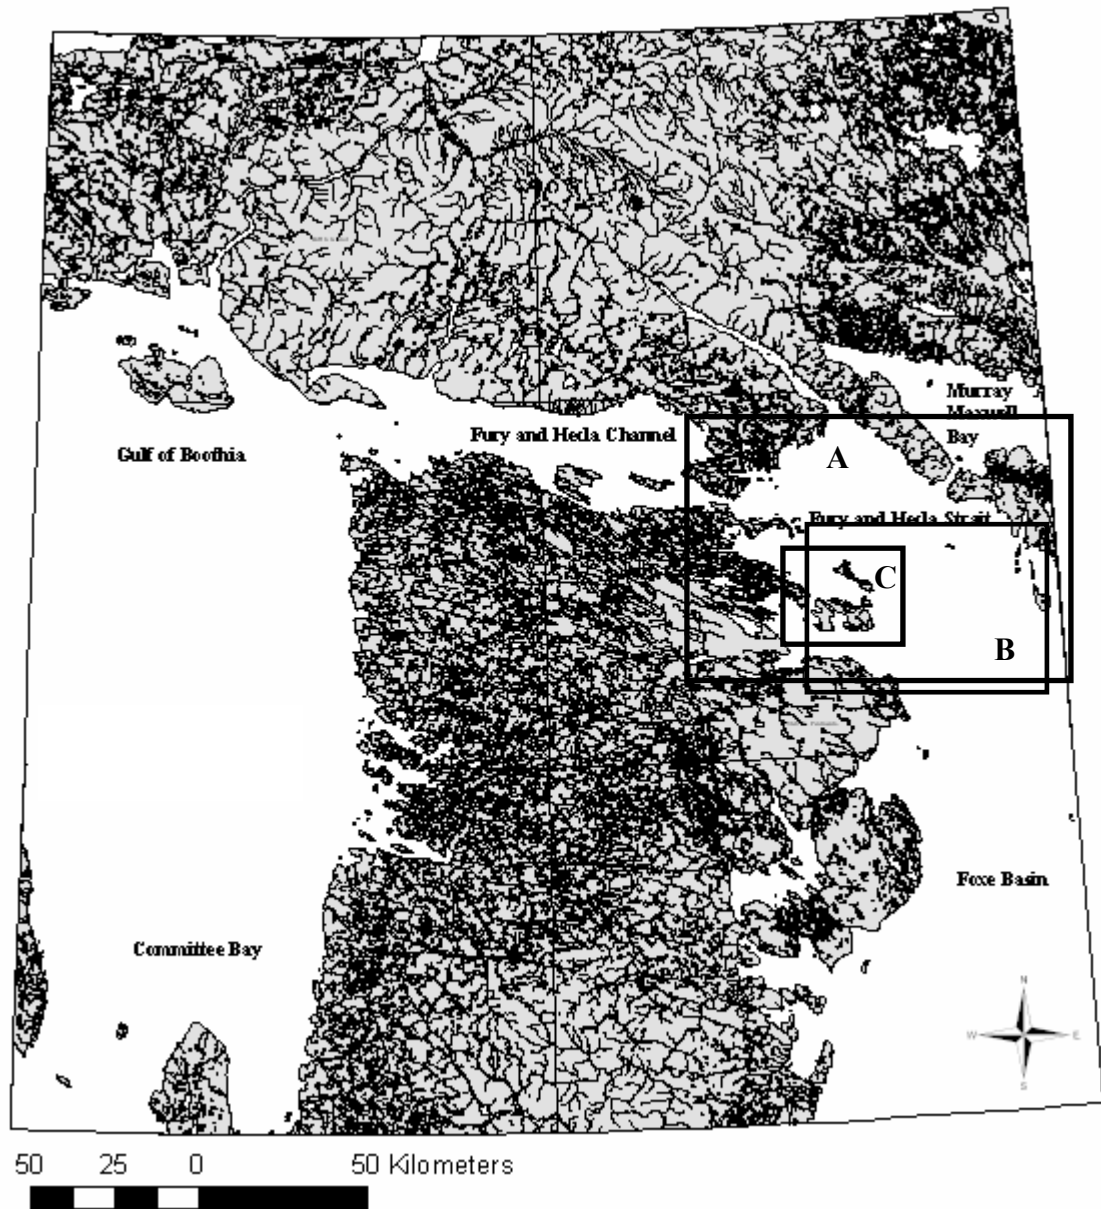 Murray
Maxwell
Bay
Fury and Hecla Channel
Gulf of Boothia
A
Fury and Hecla Strait
C
B
Foxe Basin
Committee Bay
N
W
E
S
50 25 0 50 Kilometers